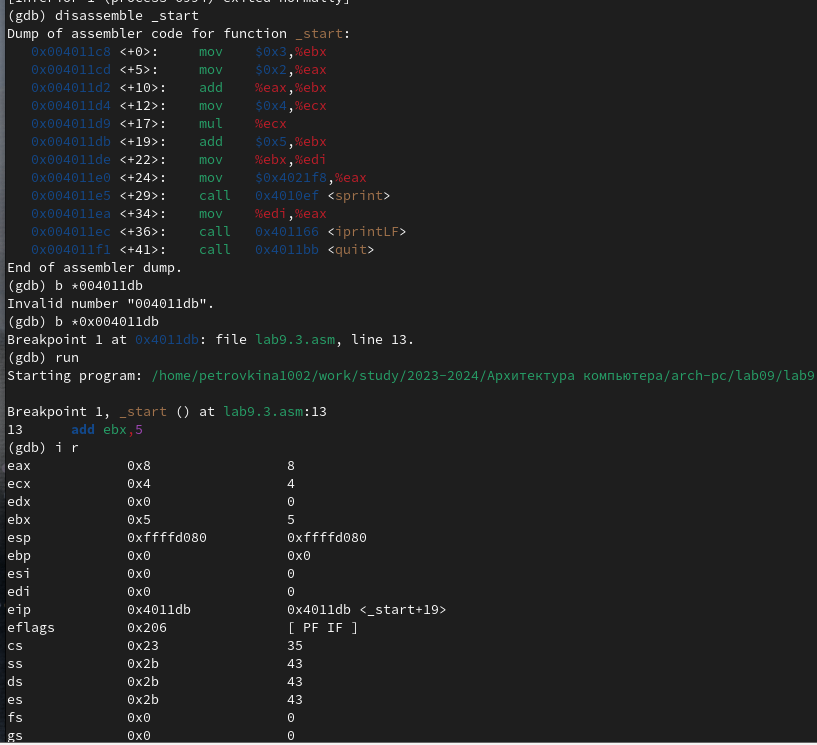 (gdb) disassemble _start
Dump of assembler code for function _start:
0x004011c8 <+0>: mov $0x3,%ebx
0x004011cd <+5>: mov $0x2,%eax
0x004011d2 <+10>: add %eax,%ebx
0x004011d4 <+12>: mov $0x4,%ecx
0x004011d9 <+17>: mul %ecx
0x004011db <+19>: add $0x5,%ebx
0x004011de <+22>: mov %ebx,%edi
0x004011e0 <+24>: mov $0x4021f8,%eax
0x004011e5 <+29>: call 0x4010ef <sprint>
0x004011ea <+34>: mov %edi,%eax
0x004011ec <+36>: call 0x401166 <iprintLF>
0x004011f1 <+41>: call 0x4011bb <quit>
End of assembler dump.
(gdb) b *004011db
Invalid number "004011db".
(gdb) b *0x004011db
Breakpoint 1 at 0x4011db: file lab9.3.asm, line 13.
(gdb) run
Starting program: /home/petrovkina1002/work/study/2023-2024/Архитектура компьютера/arch-pc/lab09/lab9
Breakpoint 1, _start () at lab9.3.asm:13
13 add ebx,5
(gdb) i r
eax 0x8 8
ecx 0x4 4
edx 0x0 0
ebx 0x5 5
esp 0xffffd080 0xffffd080
ebp 0x0 0x0
esi 0x0 0
edi 0x0 0
eip 0x4011db 0x4011db <_start+19>
eflags 0x206 [ PF IF ]
cs 0x23 35
ss 0x2b 43
ds 0x2b 43
es 0x2b 43
fs 0x0 0
gs 0x0 0